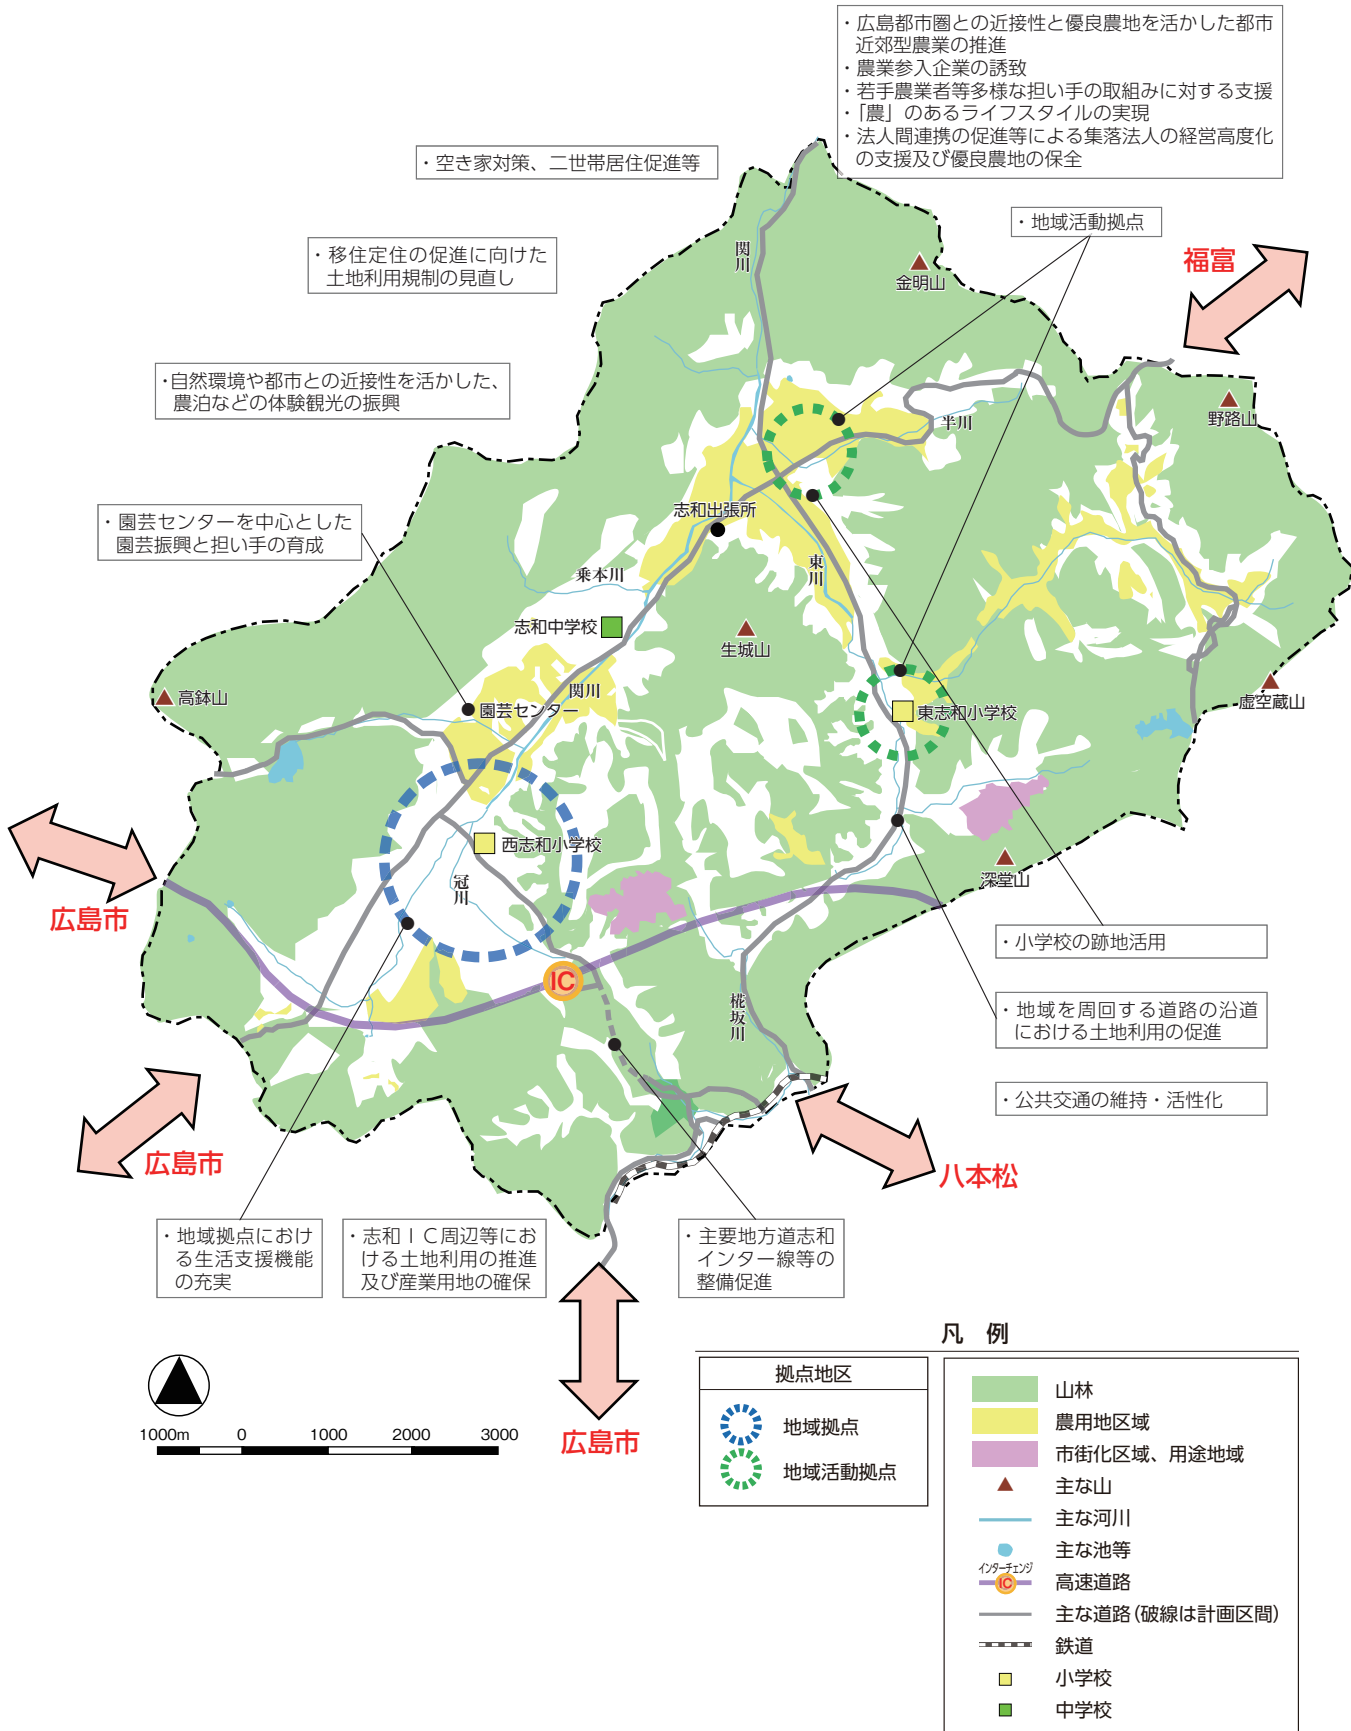 ・広島都市圏との近接性と優良農地を活かした都市
近郊型農業の推進
・農業参入企業の誘致
・若手農業者等多様な担い手の取組みに対する支援
・「農」のあるライフスタイルの実現
・法人間連携の促進等による集落法人の経営高度化
の支援及び優良農地の保全
・空き家対策、二世帯居住促進等
・地域活動拠点
・移住定住の促進に向けた
土地利用規制の見直し
関川
金明山
福富
・自然環境や都市との近接性を活かした、
農泊などの体験観光の振興
野路山
半川
・園芸センターを中心とした
園芸振興と担い手の育成
志和出張所
東川
乗本川
志和中学校
生城山
高鉢山
関川
園芸センター
東志和小学校
虚空蔵山
西志和小学校
深堂山
冠川
広島市
・小学校の跡地活用
IC
椛坂川
・地域を周回する道路の沿道
における土地利用の促進
・公共交通の維持・活性化
広島市
八本松
・地域拠点におけ
る生活支援機能
の充実
・志和ＩＣ周辺等にお
ける土地利用の推進
及び産業用地の確保
・主要地方道志和
インター線等の
整備促進
広島市
1000m 0 1000 2000 3000
凡　例
拠点地区
地域拠点
地域活動拠点
山林
農用地区域
市街化区域、用途地域
主な山
主な河川
主な池等
インターチェンジ
IC
高速道路
主な道路(破線は計画区間)
鉄道
小学校
中学校